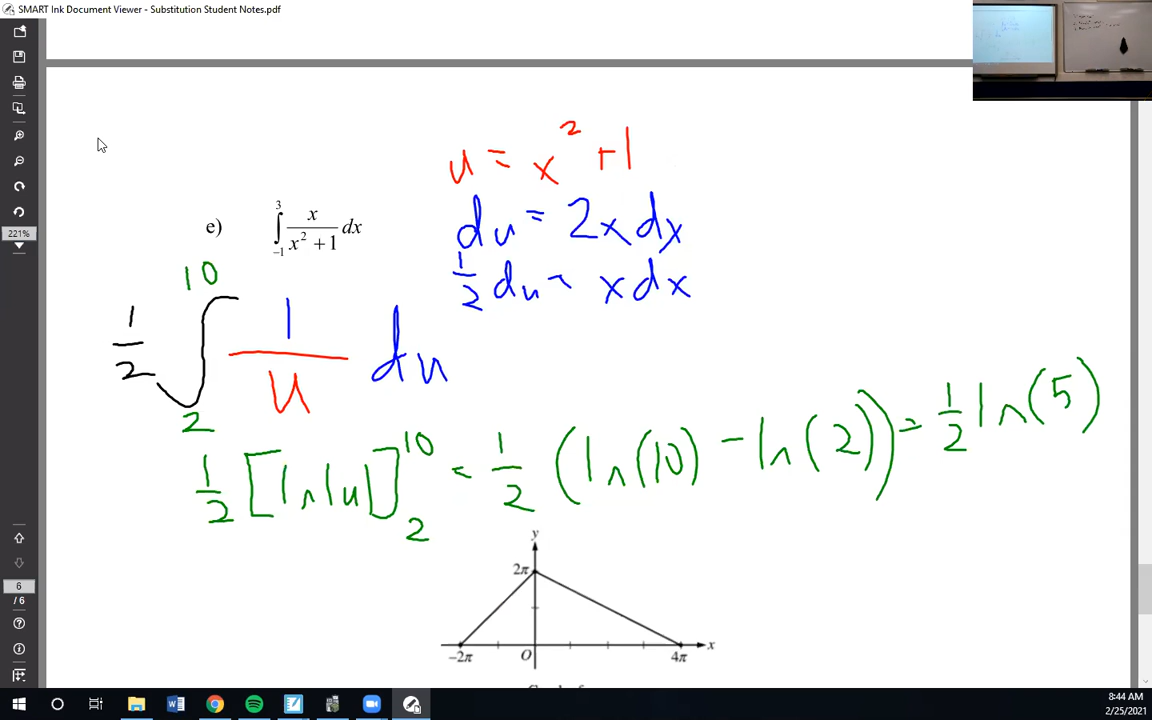 SMART Ink Document Viewer - Substitution Student Notes.pdf
221%
u = x² + 1
du = 2x dx
½ du = x dx
e) ∫₋₁³ x/(x² + 1) dx
½ ∫₂¹⁰ 1/u du
½ [ln|u|]₂¹⁰ = ½ (ln(10) - ln(2)) = ½ ln(5)
y
2π
-2π O 4π x
6
/ 6
8:44 AM
2/25/2021